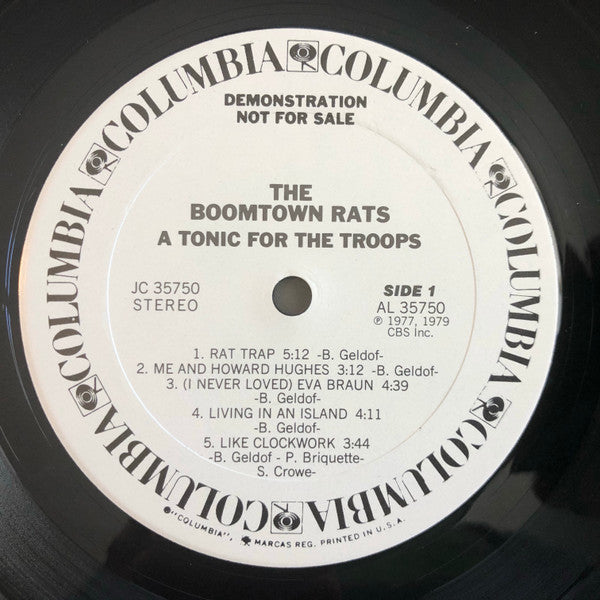 COLUMBIA COLUMBIA COLUMBIA COLUMBIA COLUMBIA COLUMBIA COLUMBIA COLUMBIA
DEMONSTRATION
NOT FOR SALE
THE
BOOMTOWN RATS
A TONIC FOR THE TROOPS
JC 35750
STEREO
SIDE 1
AL 35750
Ⓟ 1977, 1979
CBS Inc.
1. RAT TRAP 5:12 -B. Geldof-
2. ME AND HOWARD HUGHES 3:12 -B. Geldof-
3. (I NEVER LOVED) EVA BRAUN 4:39
-B. Geldof-
4. LIVING IN AN ISLAND 4:11
-B. Geldof-
5. LIKE CLOCKWORK 3:44
-B. Geldof - P. Briquette-
S. Crowe-
"COLUMBIA", MARCAS REG. PRINTED IN U.S.A.